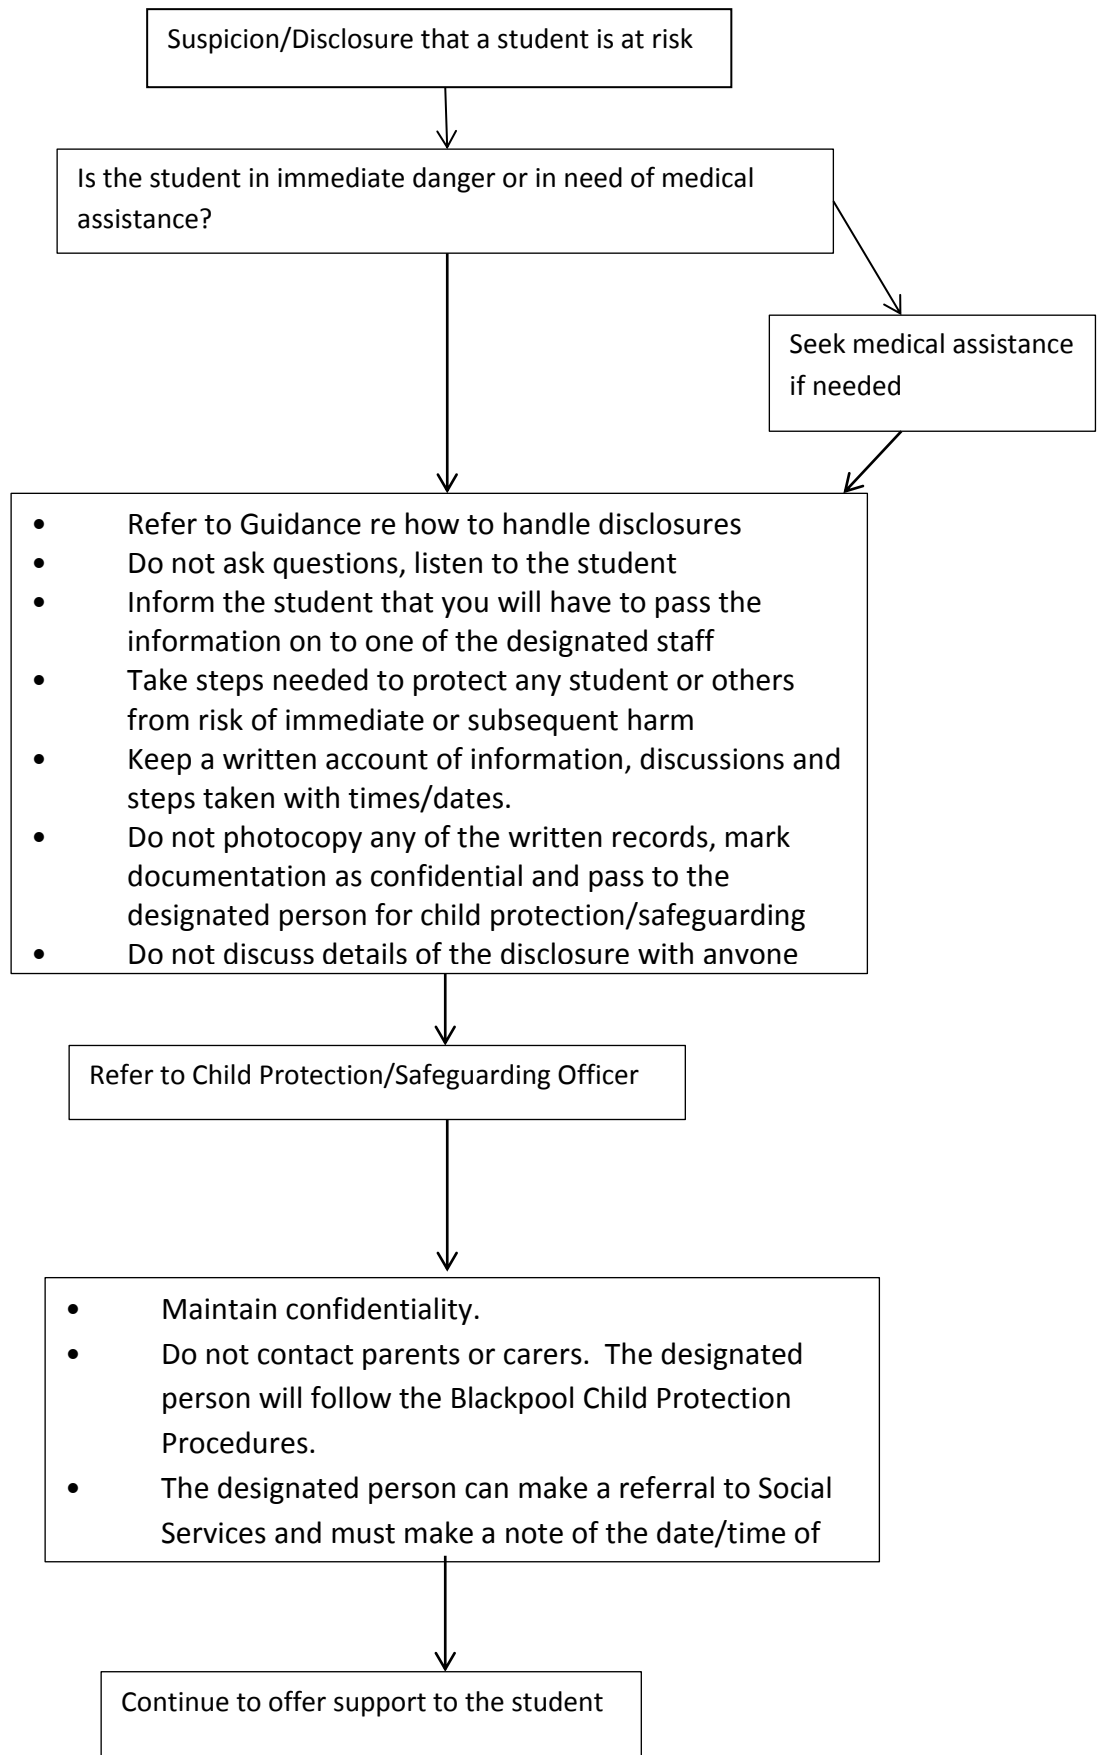 Suspicion/Disclosure that a student is at risk
Is the student in immediate danger or in need of medical
assistance?
Seek medical assistance
if needed
• Refer to Guidance re how to handle disclosures
• Do not ask questions, listen to the student
• Inform the student that you will have to pass the
information on to one of the designated staff
• Take steps needed to protect any student or others
from risk of immediate or subsequent harm
• Keep a written account of information, discussions and
steps taken with times/dates.
• Do not photocopy any of the written records, mark
documentation as confidential and pass to the
designated person for child protection/safeguarding
• Do not discuss details of the disclosure with anyone
Refer to Child Protection/Safeguarding Officer
• Maintain confidentiality.
• Do not contact parents or carers.  The designated
person will follow the Blackpool Child Protection
Procedures.
• The designated person can make a referral to Social
Services and must make a note of the date/time of
Continue to offer support to the student